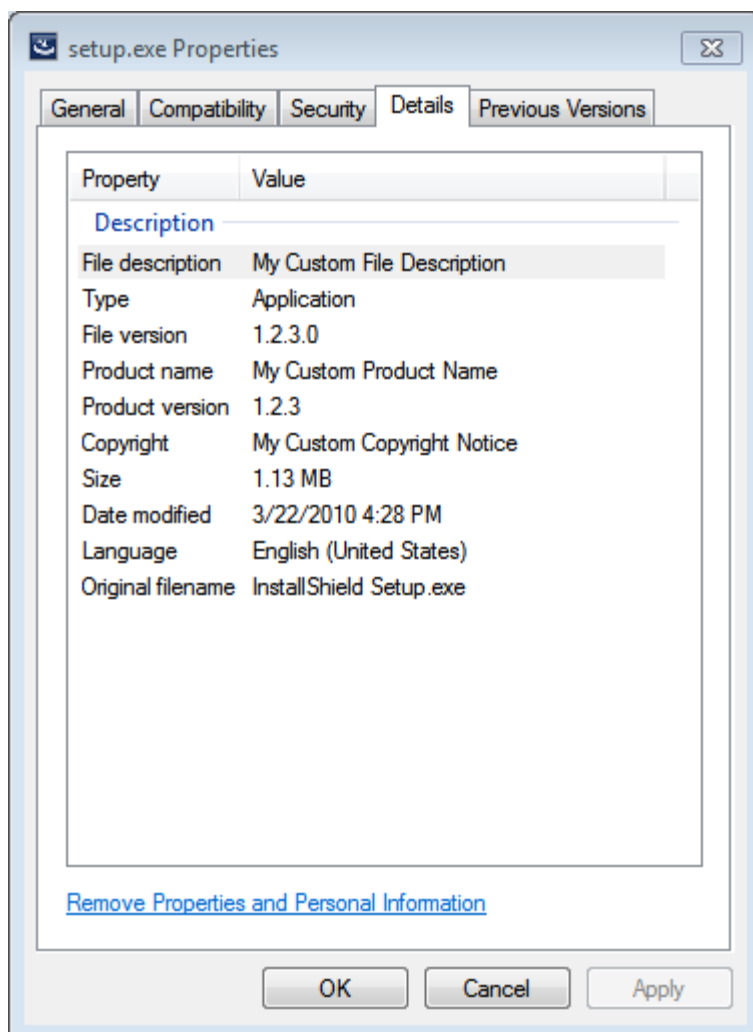 setup.exe Properties
General Compatibility Security Details Previous Versions
Property Value
Description
File description My Custom File Description
Type Application
File version 1.2.3.0
Product name My Custom Product Name
Product version 1.2.3
Copyright My Custom Copyright Notice
Size 1.13 MB
Date modified 3/22/2010 4:28 PM
Language English (United States)
Original filename InstallShield Setup.exe
Remove Properties and Personal Information
OK Cancel Apply